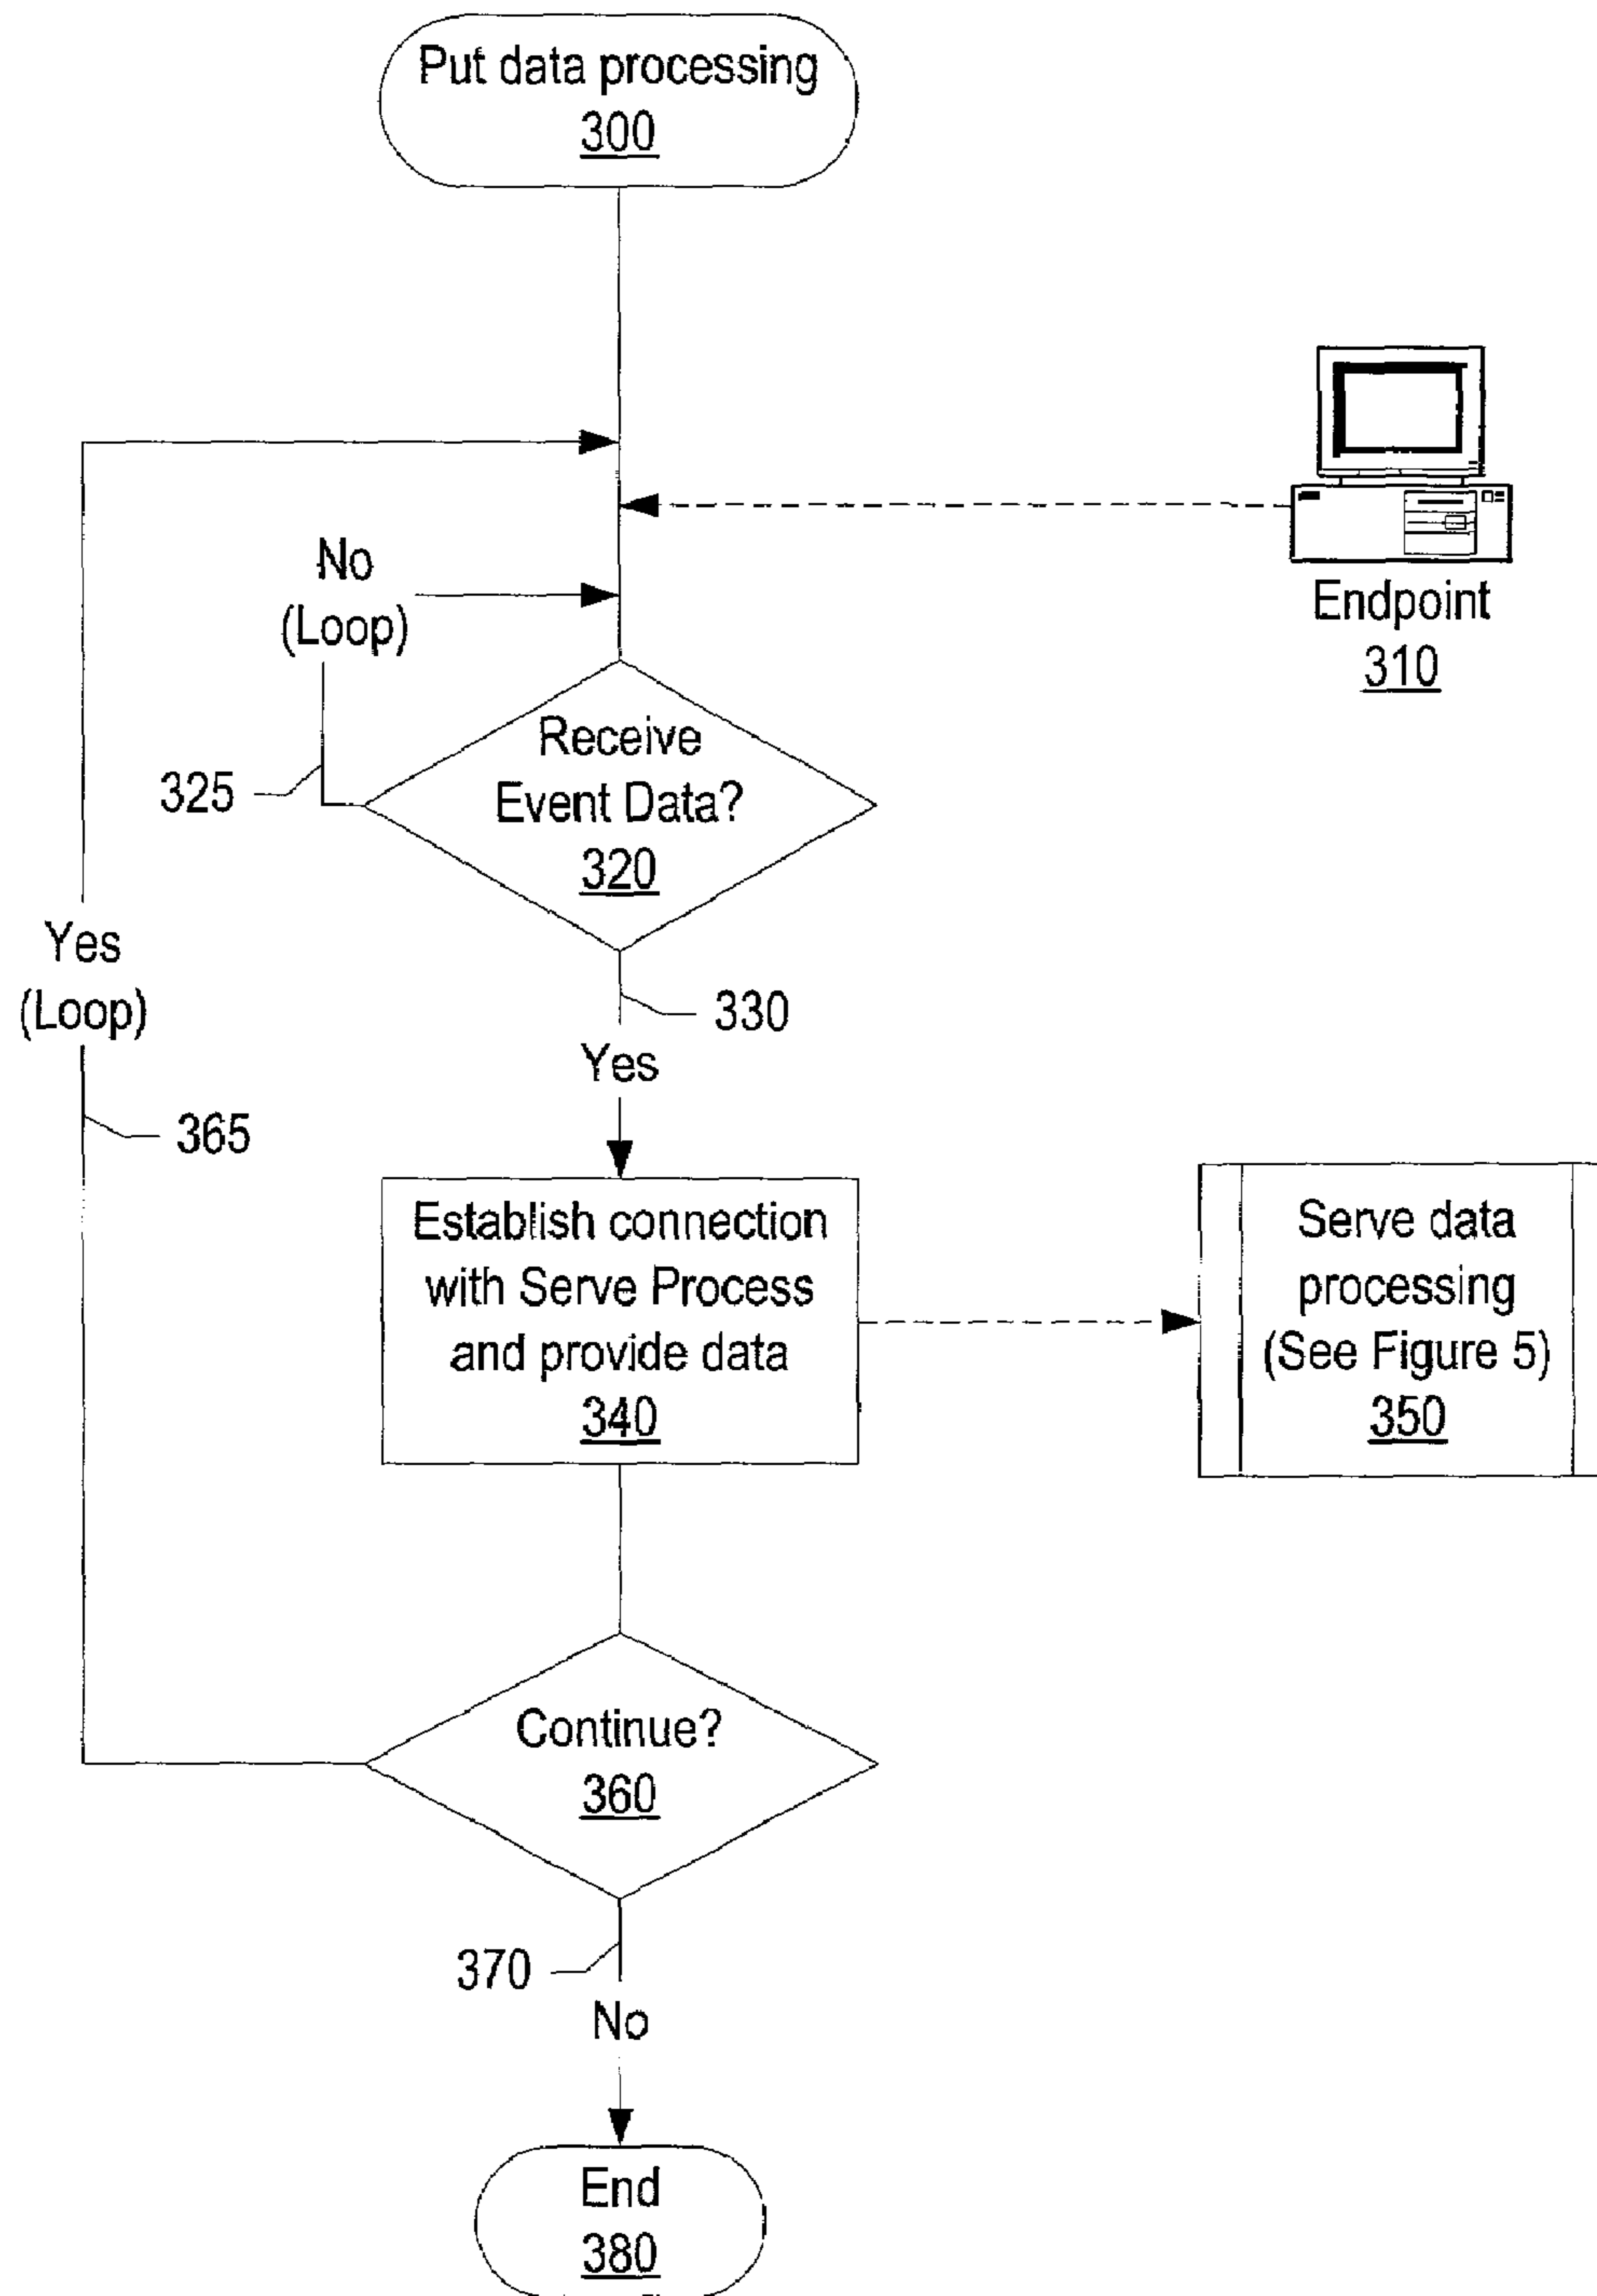 Put data processing
300
No
(Loop)
Endpoint
310
Receive
Event Data?
320
325
Yes
(Loop)
330
Yes
365
Establish connection
with Serve Process
and provide data
340
Serve data
processing
(See Figure 5)
350
Continue?
360
370
No
End
380